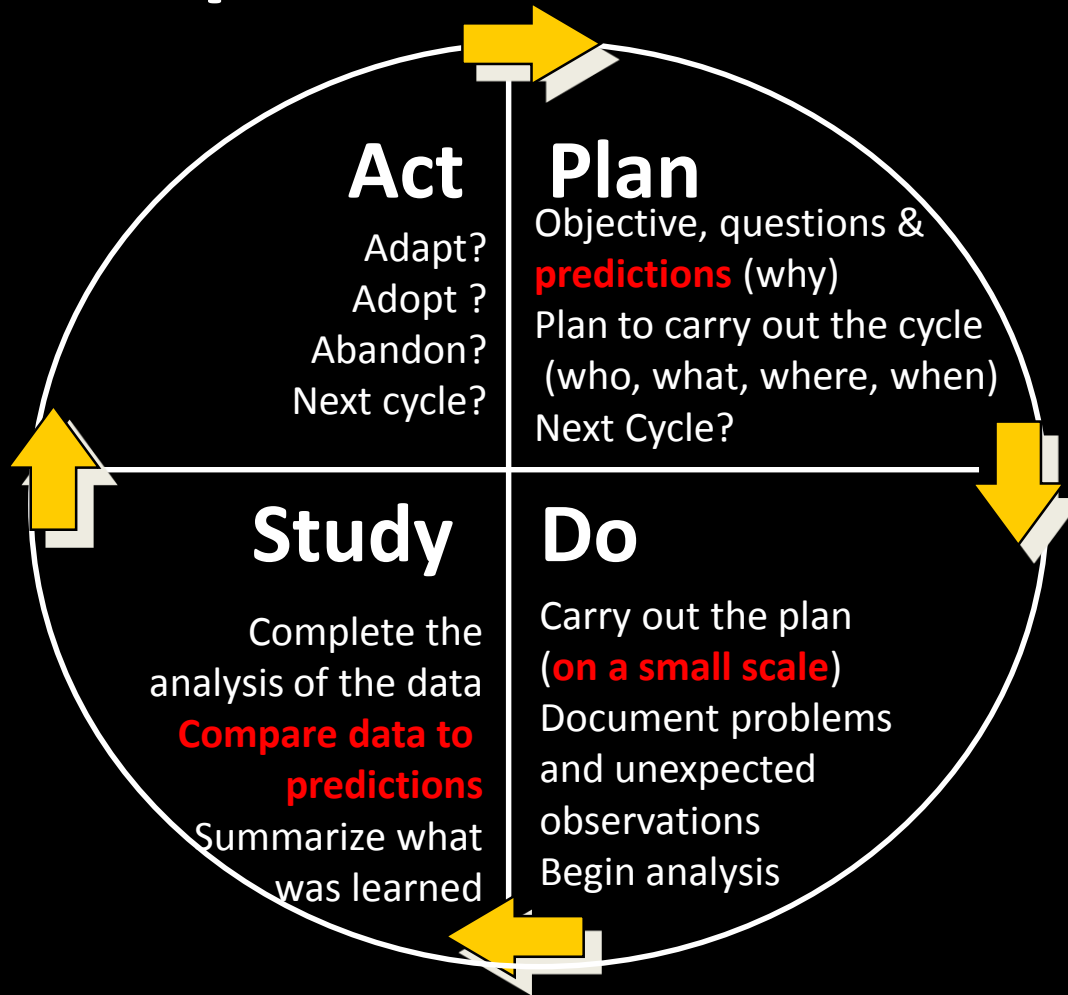 Act
Adapt?
Adopt ?
Abandon?
Next cycle?
Plan
Objective, questions &
predictions (why)
Plan to carry out the cycle
(who, what, where, when)
Next Cycle?
Study
Complete the
analysis of the data
Compare data to
predictions
Summarize what
was learned
Do
Carry out the plan
(on a small scale)
Document problems
and unexpected
observations
Begin analysis